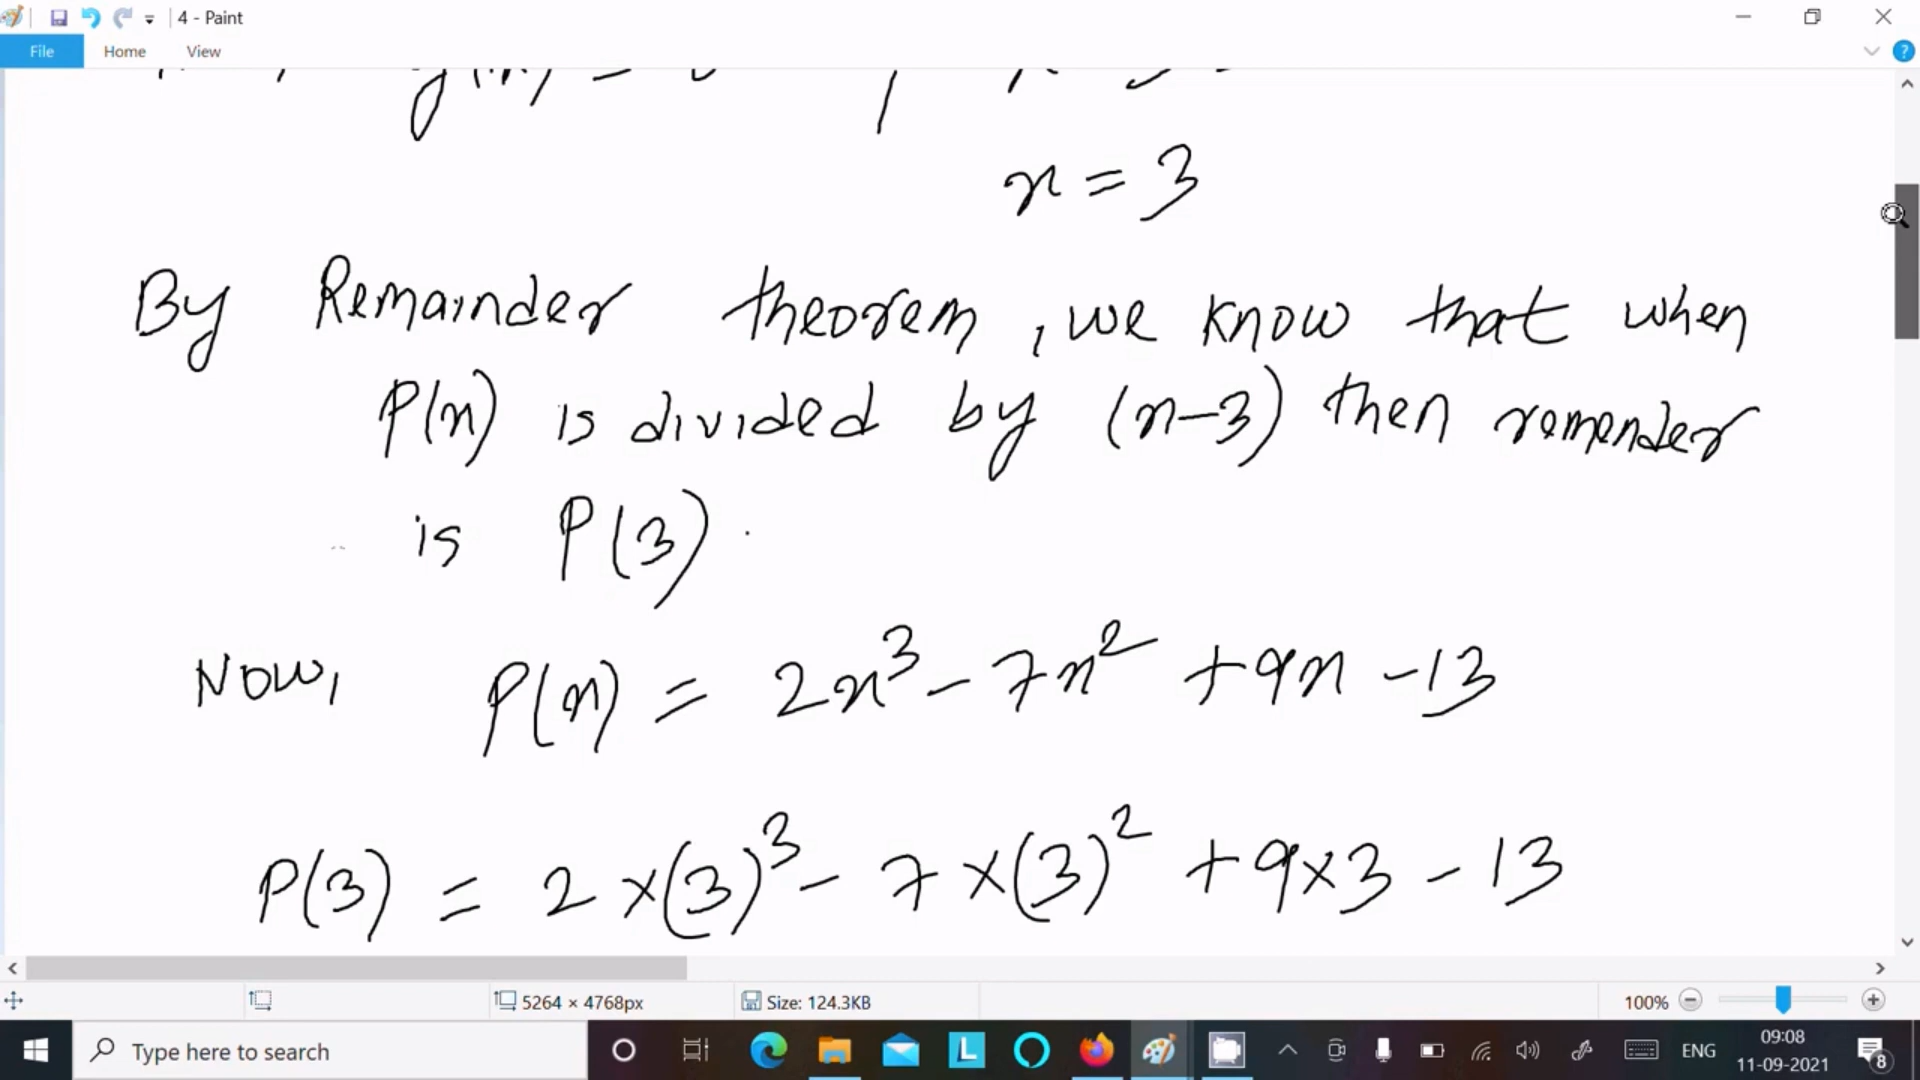 4 - Paint
File Home View
x = 3
By Remainder theorem, we know that when
P(x) is divided by (x-3) then remender
is P(3).
Now, P(x) = 2x³ - 7x² + 9x - 13
P(3) = 2 × (3)³ - 7 × (3)² + 9×3 - 13
5264 × 4768px Size: 124.3KB 100%
Type here to search L ENG 09:08
11-09-2021 8